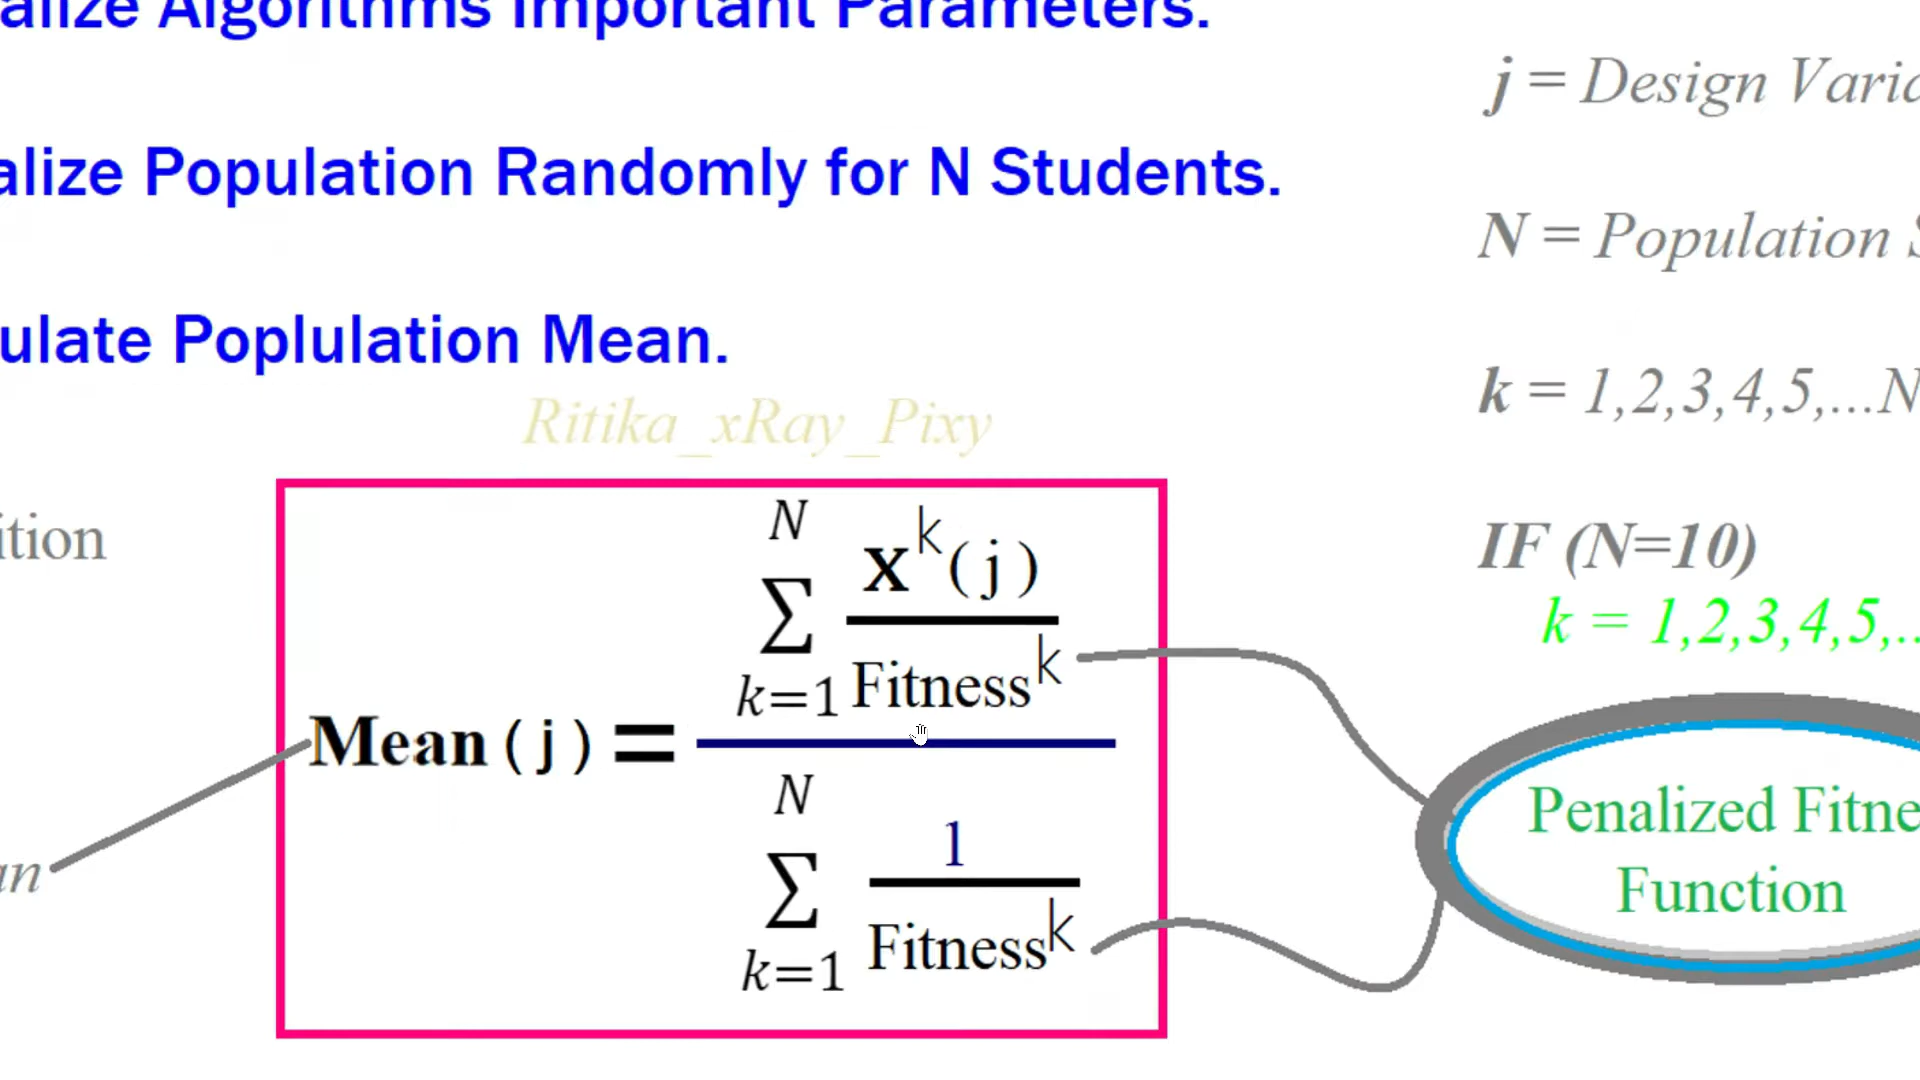 alize Algorithms Important Parameters.
alize Population Randomly for N Students.
ulate Poplulation Mean.
Ritika_xRay_Pixy
ition
an
Mean(j) =
N
∑
k=1
x^k(j)
Fitness^k
N
∑
k=1
1
Fitness^k
j = Design Varia
N = Population S
k = 1,2,3,4,5,...N
IF (N=10)
k = 1,2,3,4,5,..
Penalized Fitne
Function